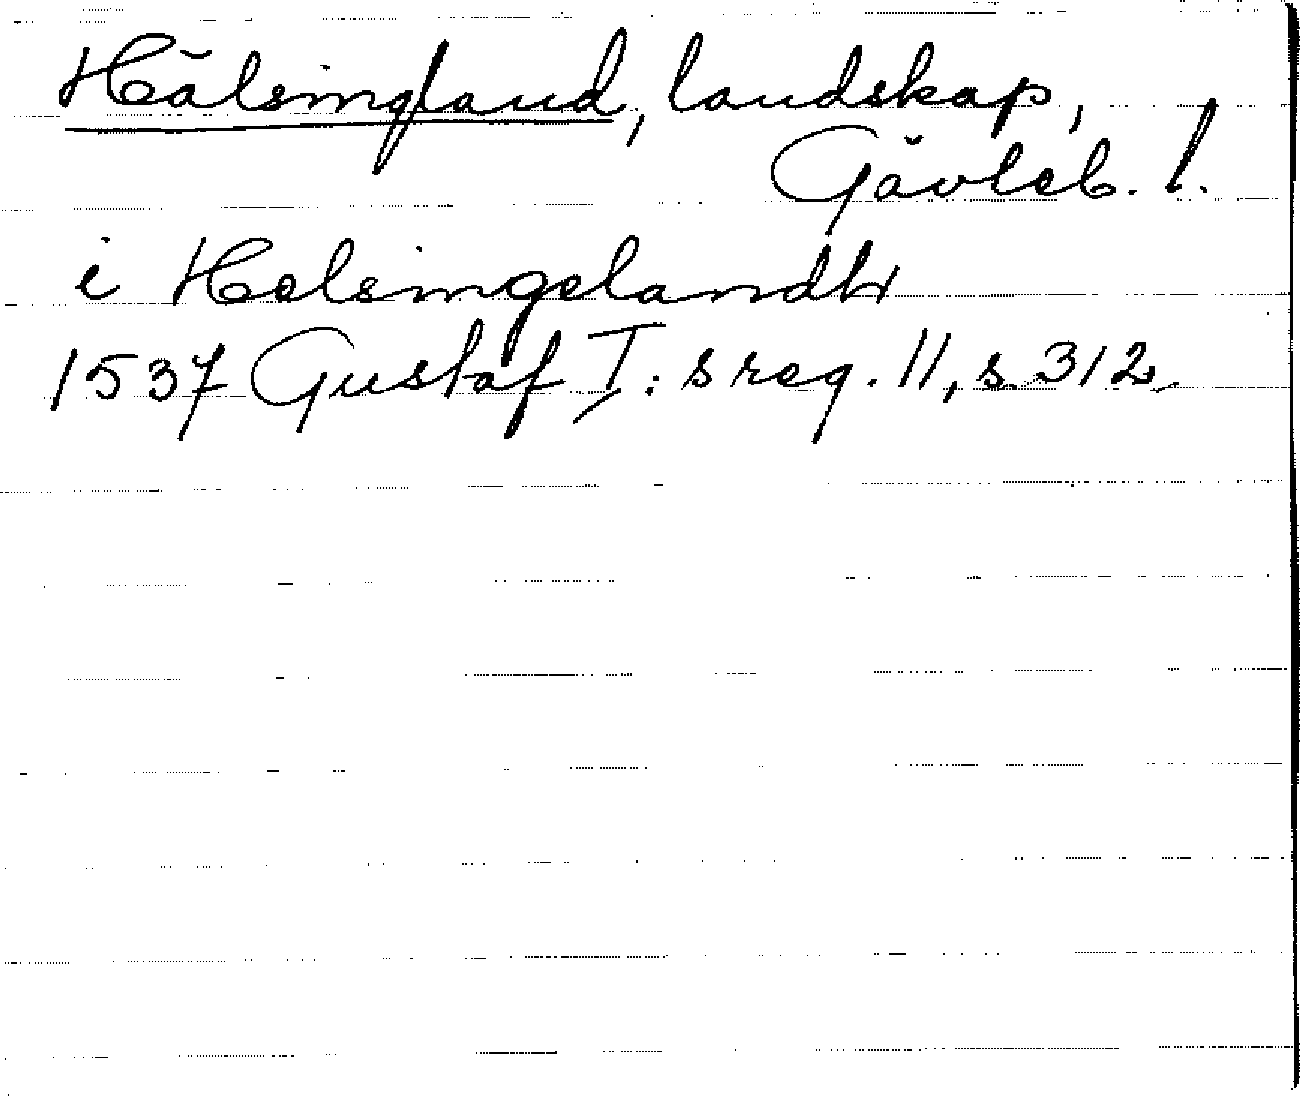 Hälsingland, landskap,
Gävleb. l.
i Helsingelandh
1537 Gustaf I:s reg. 11, s. 312.